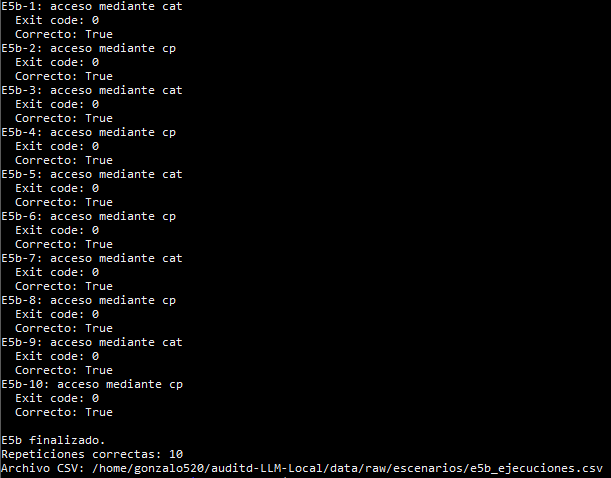 E5b-1: acceso mediante cat
  Exit code: 0
  Correcto: True
E5b-2: acceso mediante cp
  Exit code: 0
  Correcto: True
E5b-3: acceso mediante cat
  Exit code: 0
  Correcto: True
E5b-4: acceso mediante cp
  Exit code: 0
  Correcto: True
E5b-5: acceso mediante cat
  Exit code: 0
  Correcto: True
E5b-6: acceso mediante cp
  Exit code: 0
  Correcto: True
E5b-7: acceso mediante cat
  Exit code: 0
  Correcto: True
E5b-8: acceso mediante cp
  Exit code: 0
  Correcto: True
E5b-9: acceso mediante cat
  Exit code: 0
  Correcto: True
E5b-10: acceso mediante cp
  Exit code: 0
  Correcto: True

E5b finalizado.
Repeticiones correctas: 10
Archivo CSV: /home/gonzalo520/auditd-LLM-Local/data/raw/escenarios/e5b_ejecuciones.csv